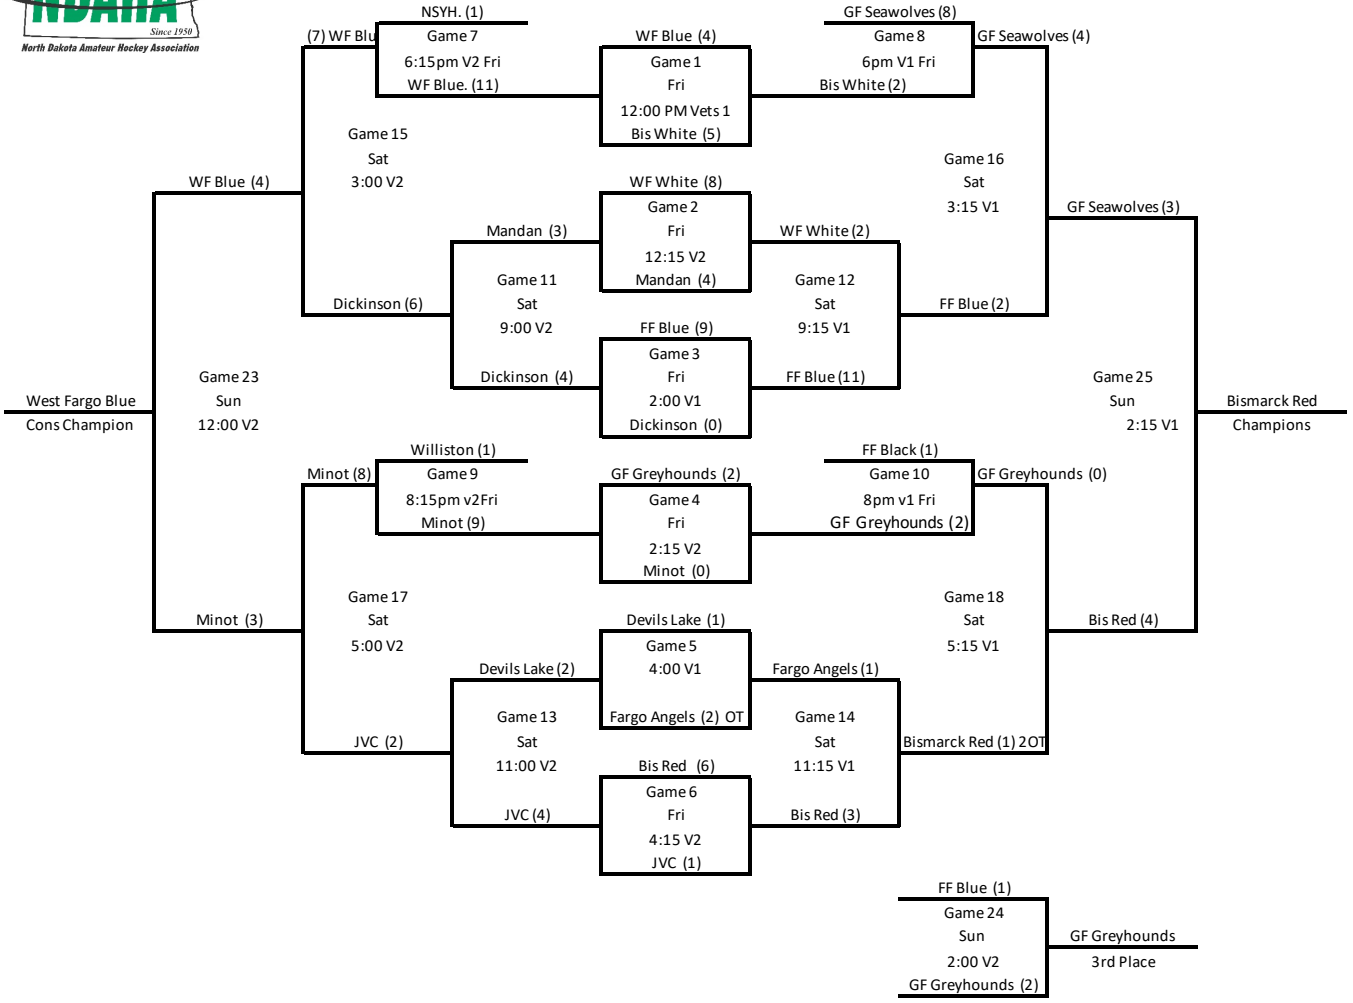 NDAHA
Since 1950
North Dakota Amateur Hockey Association
NSYH. (1)
Game 7
6:15pm V2 Fri
WF Blue. (11)
(7) WF Blu
Game 15
Sat
3:00 V2
WF Blue (4)
WF Blue (4)
Game 1
Fri
12:00 PM Vets 1
Bis White (5)
GF Seawolves (8)
Game 8
6pm V1 Fri
Bis White (2)
GF Seawolves (4)
Game 16
Sat
3:15 V1
GF Seawolves (3)
WF White (8)
Game 2
Fri
12:15 V2
Mandan (4)
Mandan (3)
Game 11
Sat
9:00 V2
Dickinson (4)
Dickinson (6)
WF White (2)
Game 12
Sat
9:15 V1
FF Blue (11)
FF Blue (2)
FF Blue (9)
Game 3
Fri
2:00 V1
Dickinson (0)
Game 23
Sun
12:00 V2
West Fargo Blue
Cons Champion
Game 25
Sun
2:15 V1
Bismarck Red
Champions
Williston (1)
Game 9
8:15pm v2Fri
Minot (9)
Minot (8)
GF Greyhounds (2)
Game 4
Fri
2:15 V2
Minot (0)
FF Black (1)
Game 10
8pm v1 Fri
GF Greyhounds (2)
GF Greyhounds (0)
Game 17
Sat
5:00 V2
Minot (3)
Game 18
Sat
5:15 V1
Bis Red (4)
Devils Lake (1)
Game 5
4:00 V1
Fargo Angels (2) OT
Devils Lake (2)
Game 13
Sat
11:00 V2
JVC (4)
JVC (2)
Fargo Angels (1)
Game 14
Sat
11:15 V1
Bis Red (3)
Bismarck Red (1) 2OT
Bis Red (6)
Game 6
Fri
4:15 V2
JVC (1)
FF Blue (1)
Game 24
Sun
2:00 V2
GF Greyhounds (2)
GF Greyhounds
3rd Place